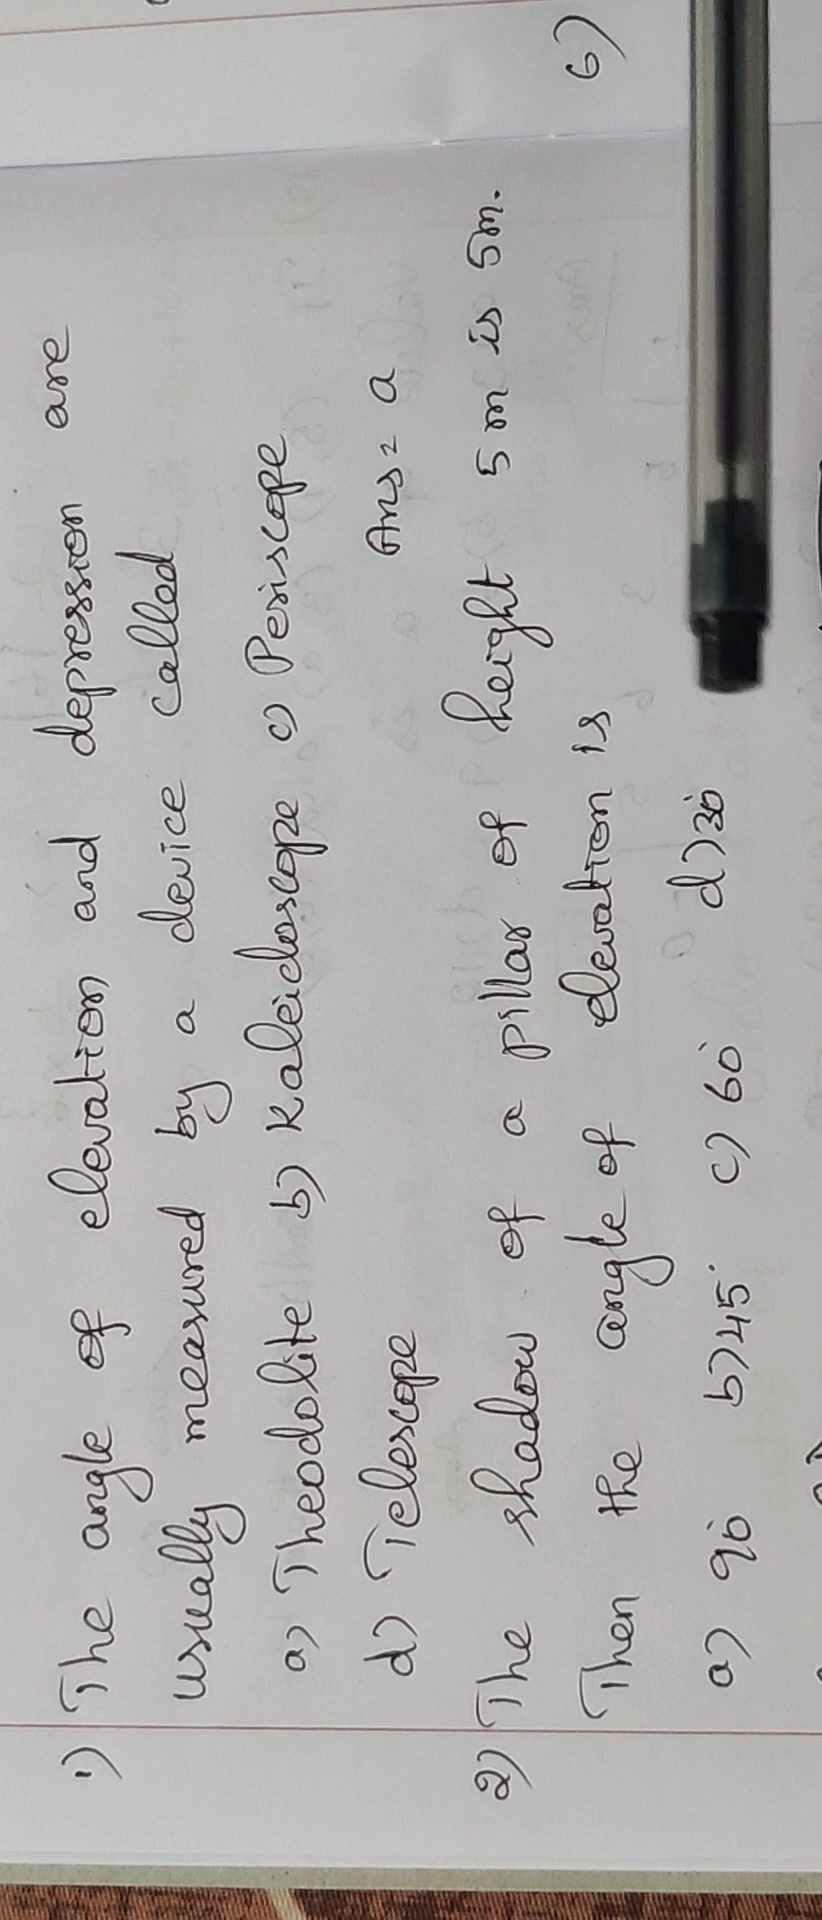 1) The angle of elevation and depression are
usually measured by a device called
a) Theodolite b) Kaleidoscope c) Periscope
d) Telescope Ans = a
2) The shadow of a pillar of height 5 m is 5m.
Then the angle of elevation is
a) 90° b) 45° c) 60° d) 30°
6)